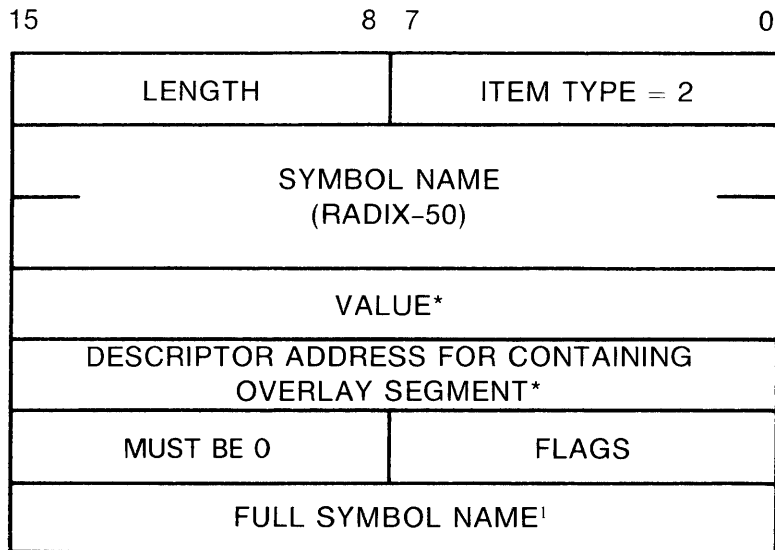 15 8 7 0
LENGTH ITEM TYPE = 2
SYMBOL NAME
(RADIX-50)
VALUE*
DESCRIPTOR ADDRESS FOR CONTAINING
OVERLAY SEGMENT*
MUST BE 0 FLAGS
FULL SYMBOL NAME¹